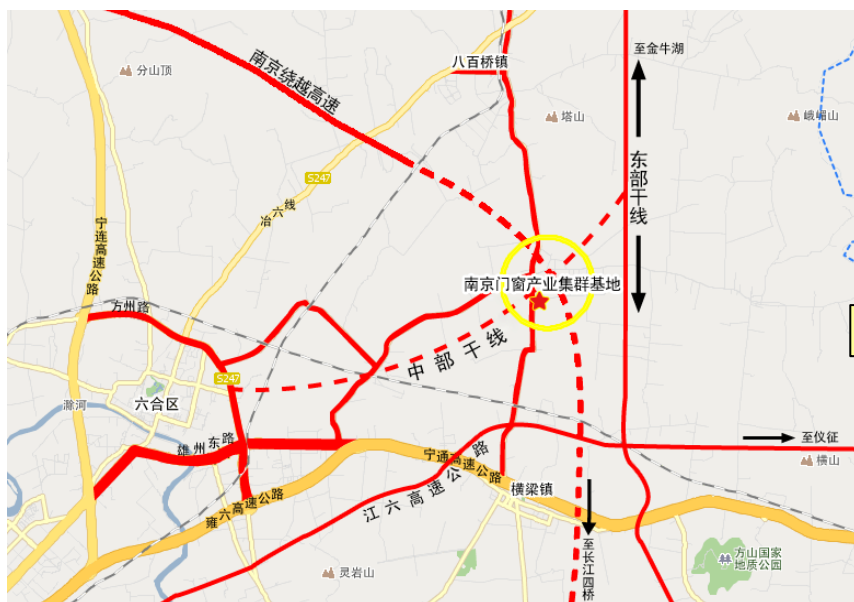 至金牛湖
八百桥镇
分山顶
南京绕越高速
塔山
峨嵋山
东部干线
S247
冶六线
宁连高速公路
南京门窗产业集群基地
方州路
中部干线
S247
六合区
滁河
雄州东路
至仪征
宁通高速公路
横山
江六高速公路
横梁镇
雍六高速公路
至长江四桥
方山国家
地质公园
灵岩山